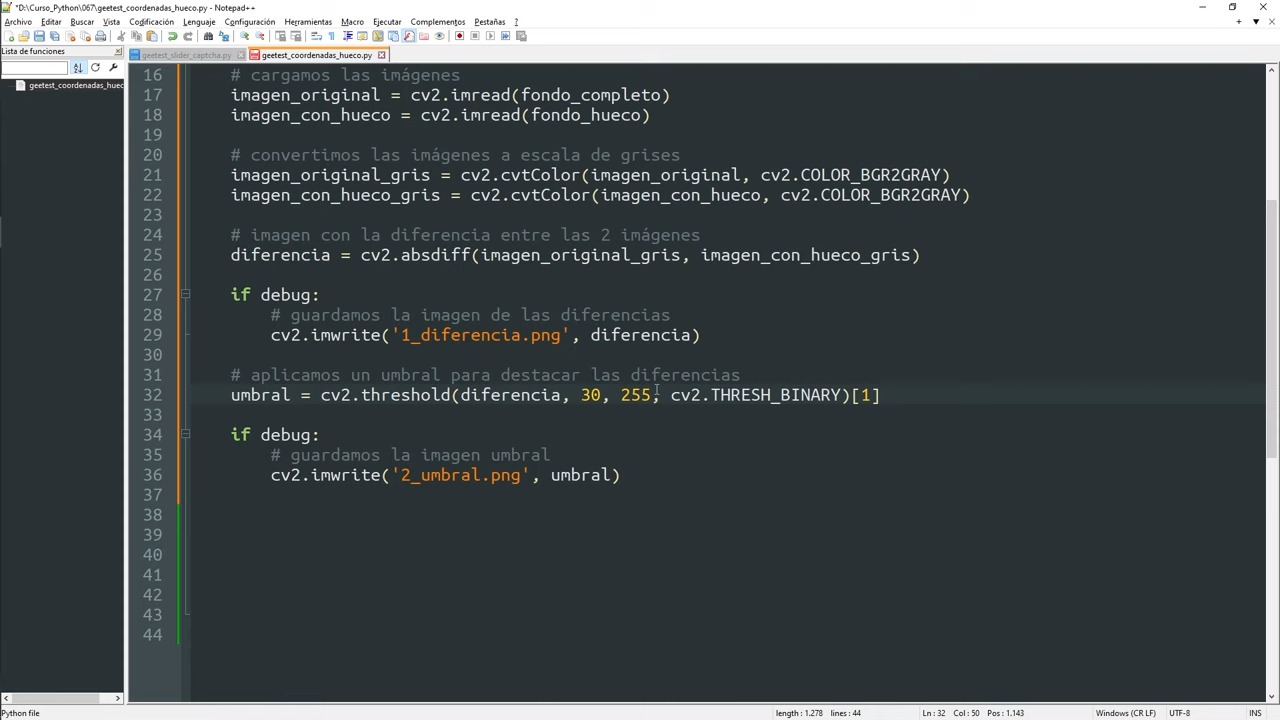 *D:\Curso_Python\067\geetest_coordenadas_hueco.py - Notepad++
Archivo Editar Buscar Vista Codificación Lenguaje Configuración Herramientas Macro Ejecutar Complementos Pestañas ?
Lista de funciones
geetest_slider_captcha.py geetest_coordenadas_hueco.py
geetest_coordenadas_huec
16 # cargamos las imágenes
17 imagen_original = cv2.imread(fondo_completo)
18 imagen_con_hueco = cv2.imread(fondo_hueco)
19
20 # convertimos las imágenes a escala de grises
21 imagen_original_gris = cv2.cvtColor(imagen_original, cv2.COLOR_BGR2GRAY)
22 imagen_con_hueco_gris = cv2.cvtColor(imagen_con_hueco, cv2.COLOR_BGR2GRAY)
23
24 # imagen con la diferencia entre las 2 imágenes
25 diferencia = cv2.absdiff(imagen_original_gris, imagen_con_hueco_gris)
26
27 if debug:
28 # guardamos la imagen de las diferencias
29 cv2.imwrite('1_diferencia.png', diferencia)
30
31 # aplicamos un umbral para destacar las diferencias
32 umbral = cv2.threshold(diferencia, 30, 255, cv2.THRESH_BINARY)[1]
33
34 if debug:
35 # guardamos la imagen umbral
36 cv2.imwrite('2_umbral.png', umbral)
37
38
39
40
41
42
43
44
Python file length : 1.278 lines : 44 Ln : 32 Col : 50 Pos : 1.143 Windows (CR LF) UTF-8 INS